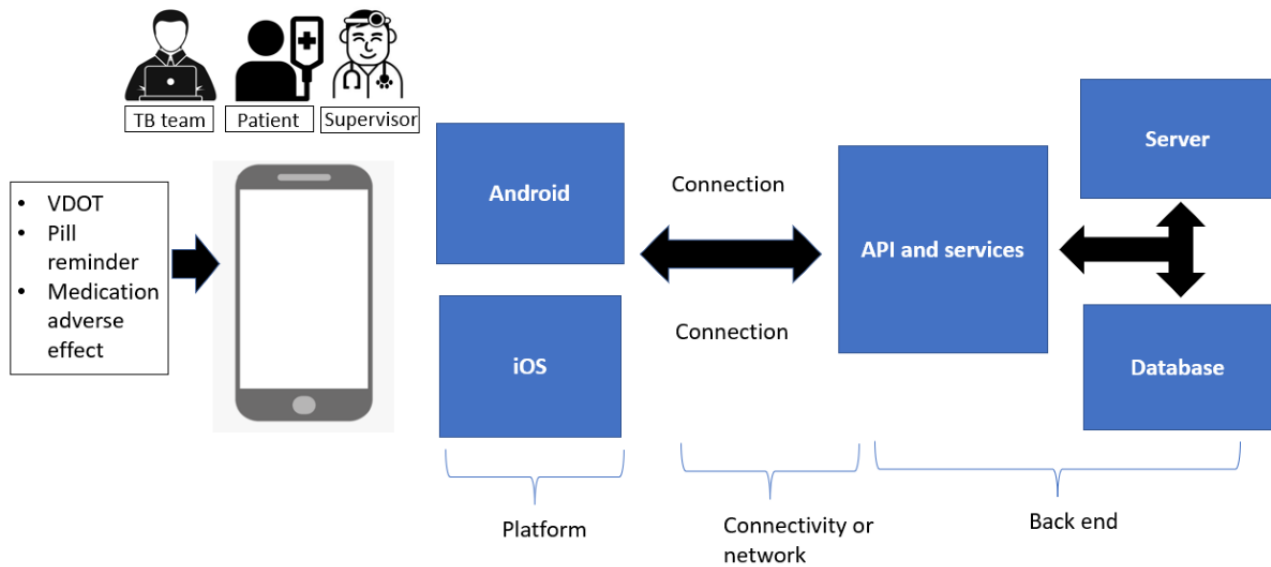 TB team
Patient
Supervisor
• VDOT
• Pill
reminder
• Medication
adverse
effect
Android
iOS
Connection
Connection
API and services
Server
Database
Platform
Connectivity or
network
Back end